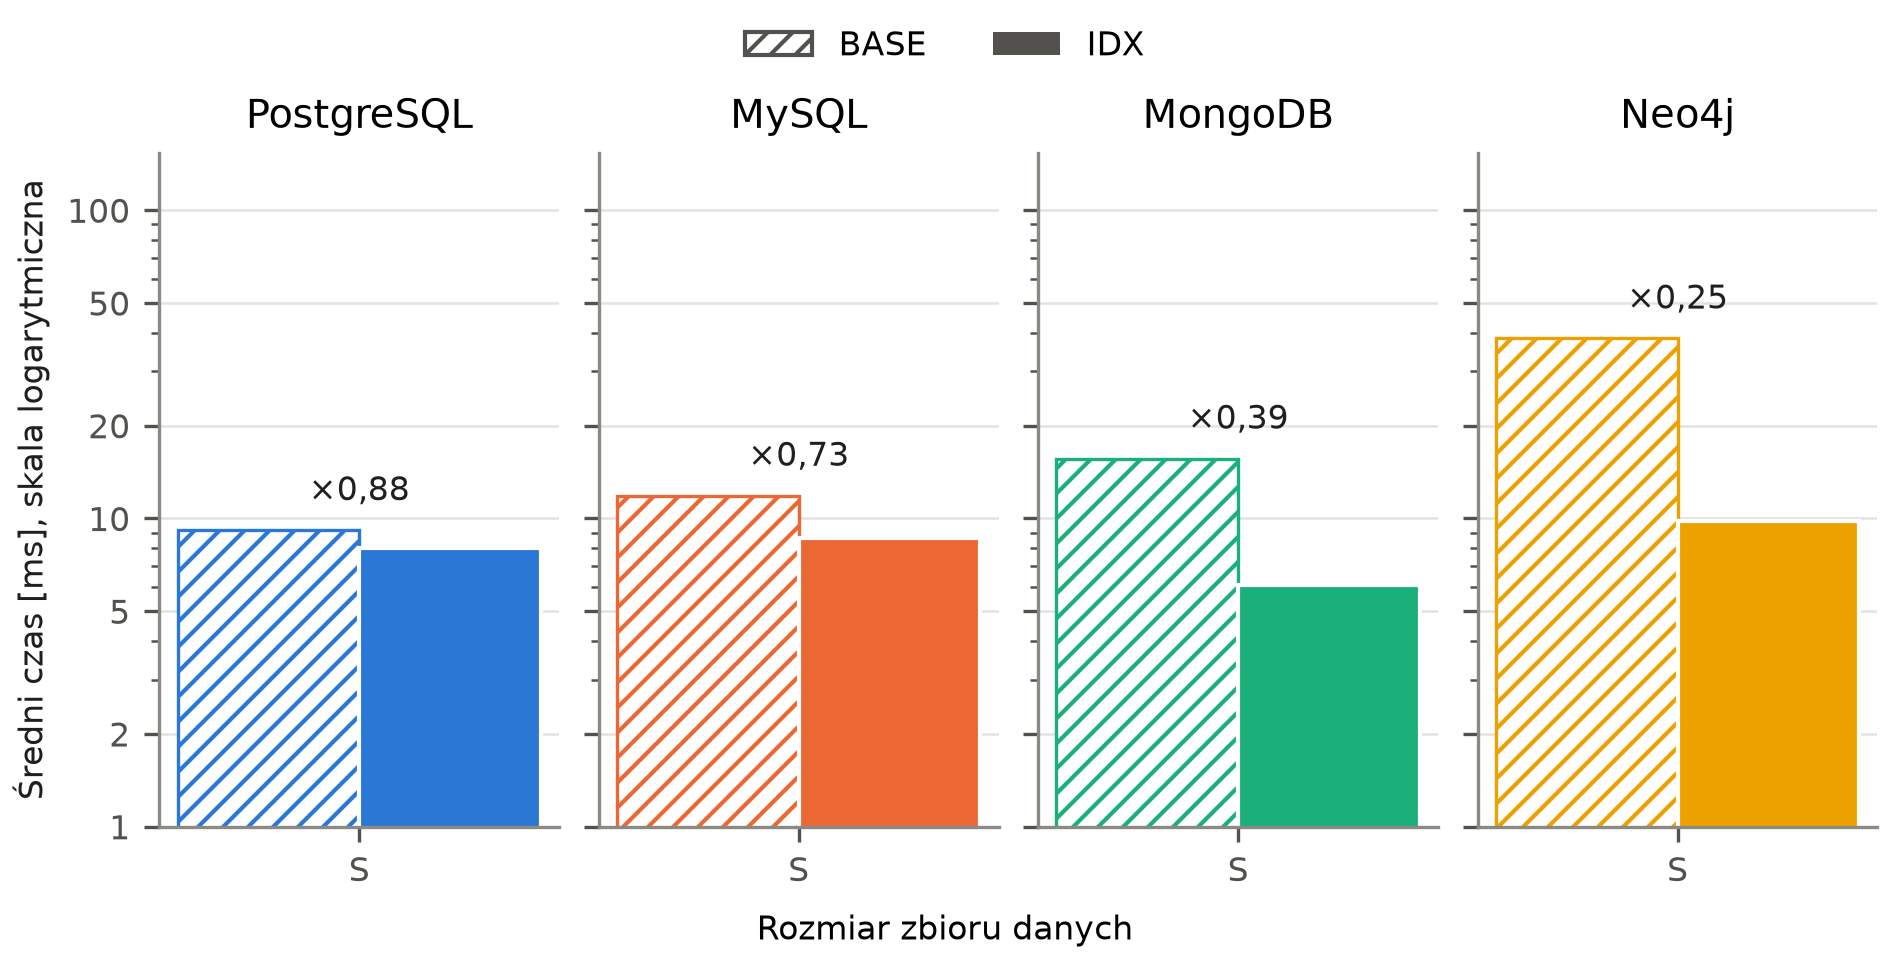 BASE IDX
PostgreSQL MySQL MongoDB Neo4j
Średni czas [ms], skala logarytmiczna
100
50
20
10
5
2
1
×0,88
×0,73
×0,39
×0,25
S S S S
Rozmiar zbioru danych